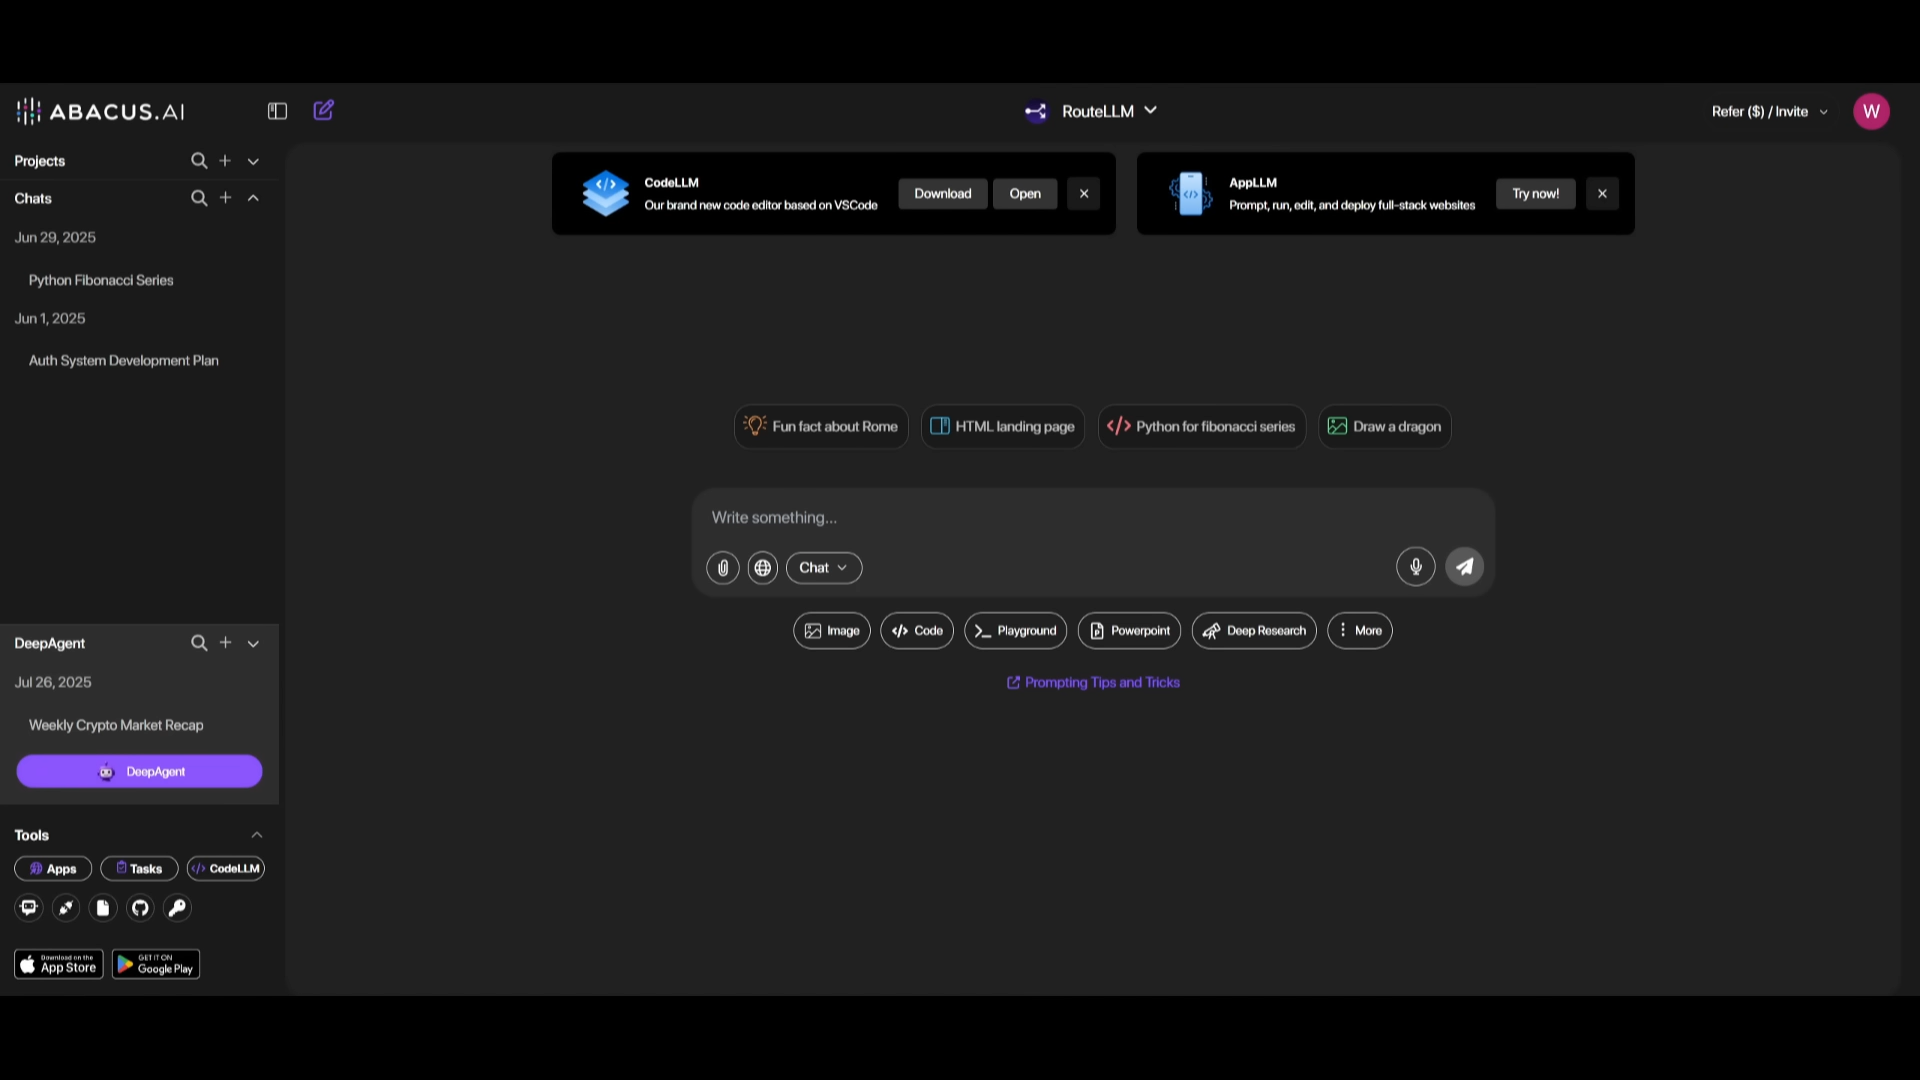 ABACUS.AI
RouteLLM
Refer ($) / Invite
W
Projects
Chats
Jun 29, 2025
Python Fibonacci Series
Jun 1, 2025
Auth System Development Plan
CodeLLM
Our brand new code editor based on VSCode
Download
Open
AppLLM
Prompt, run, edit, and deploy full-stack websites
Try now!
Fun fact about Rome
HTML landing page
Python for fibonacci series
Draw a dragon
Write something...
Chat
Image
Code
Playground
Powerpoint
Deep Research
More
Prompting Tips and Tricks
DeepAgent
Jul 26, 2025
Weekly Crypto Market Recap
DeepAgent
Tools
Apps
Tasks
CodeLLM
Download on the
App Store
GET IT ON
Google Play